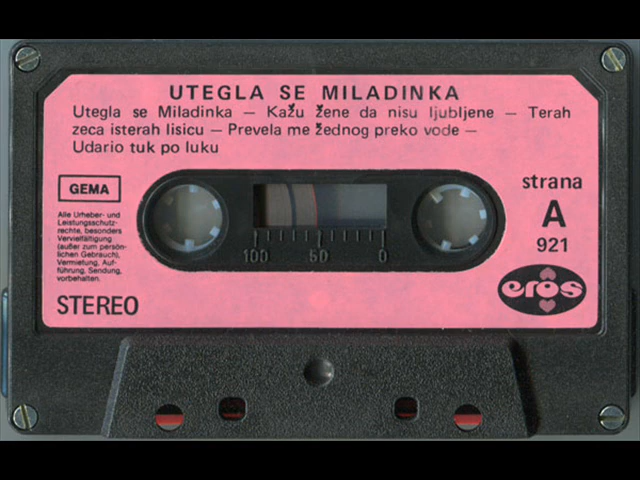 UTEGLA SE MILADINKA
Utegla se Miladinka – Kažu žene da nisu ljubljene – Terah
zeca isterah lisicu – Prevela me žednog preko vode –
Udario tuk po luku
GEMA
Alle Urheber- und
Leistungsschutz-
rechte, besonders
Vervielfältigung
(außer zum persön-
lichen Gebrauch),
Vermietung, Auf-
führung, Sendung,
vorbehalten.
STEREO
100 50 0
strana
A
921
eros